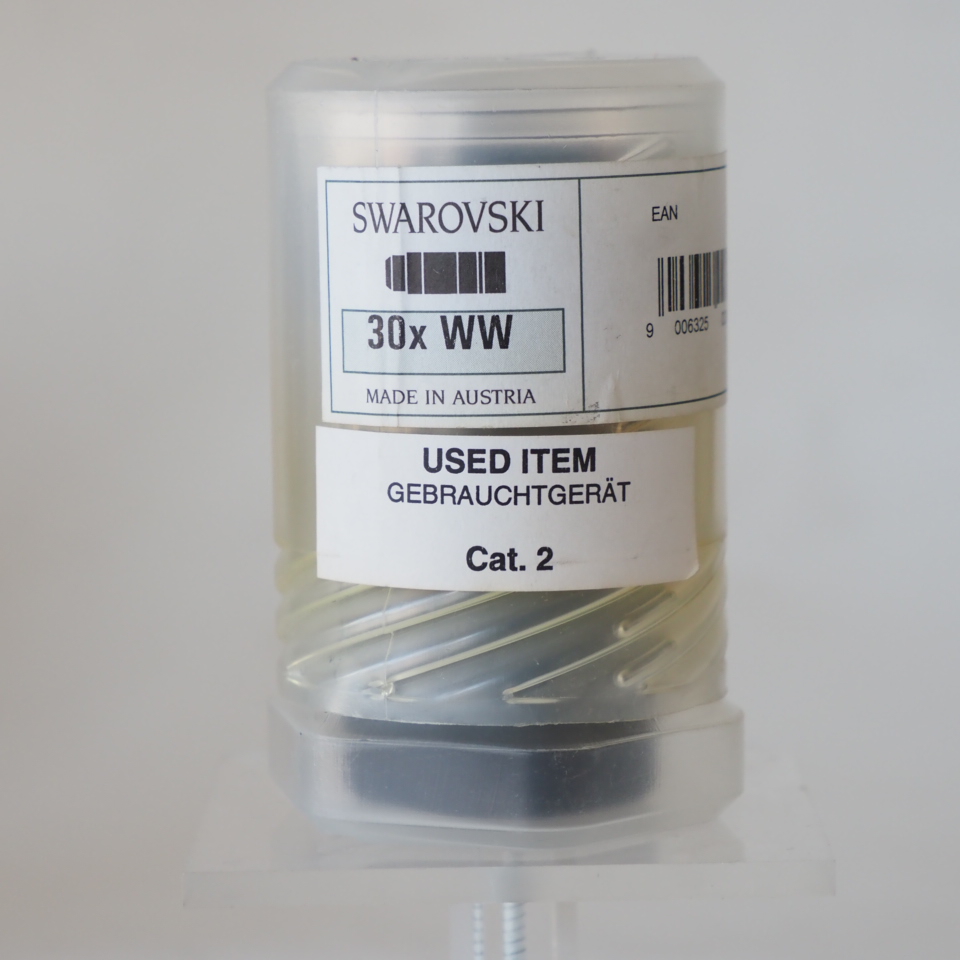 SWAROVSKI
30x WW
MADE IN AUSTRIA
EAN
9 006325
USED ITEM
GEBRAUCHTGERÄT
Cat. 2